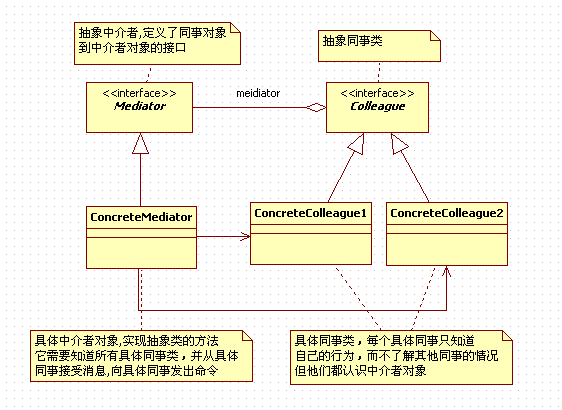 抽象中介者,定义了同事对象
到中介者对象的接口
抽象同事类
<<interface>>
Mediator
meidiator
<<interface>>
Colleague
ConcreteMediator
ConcreteColleague1
ConcreteColleague2
具体中介者对象,实现抽象类的方法
它需要知道所有具体同事类，并从具体
同事接受消息,向具体同事发出命令
具体同事类，每个具体同事只知道
自己的行为，而不了解其他同事的情况
但他们都认识中介者对象